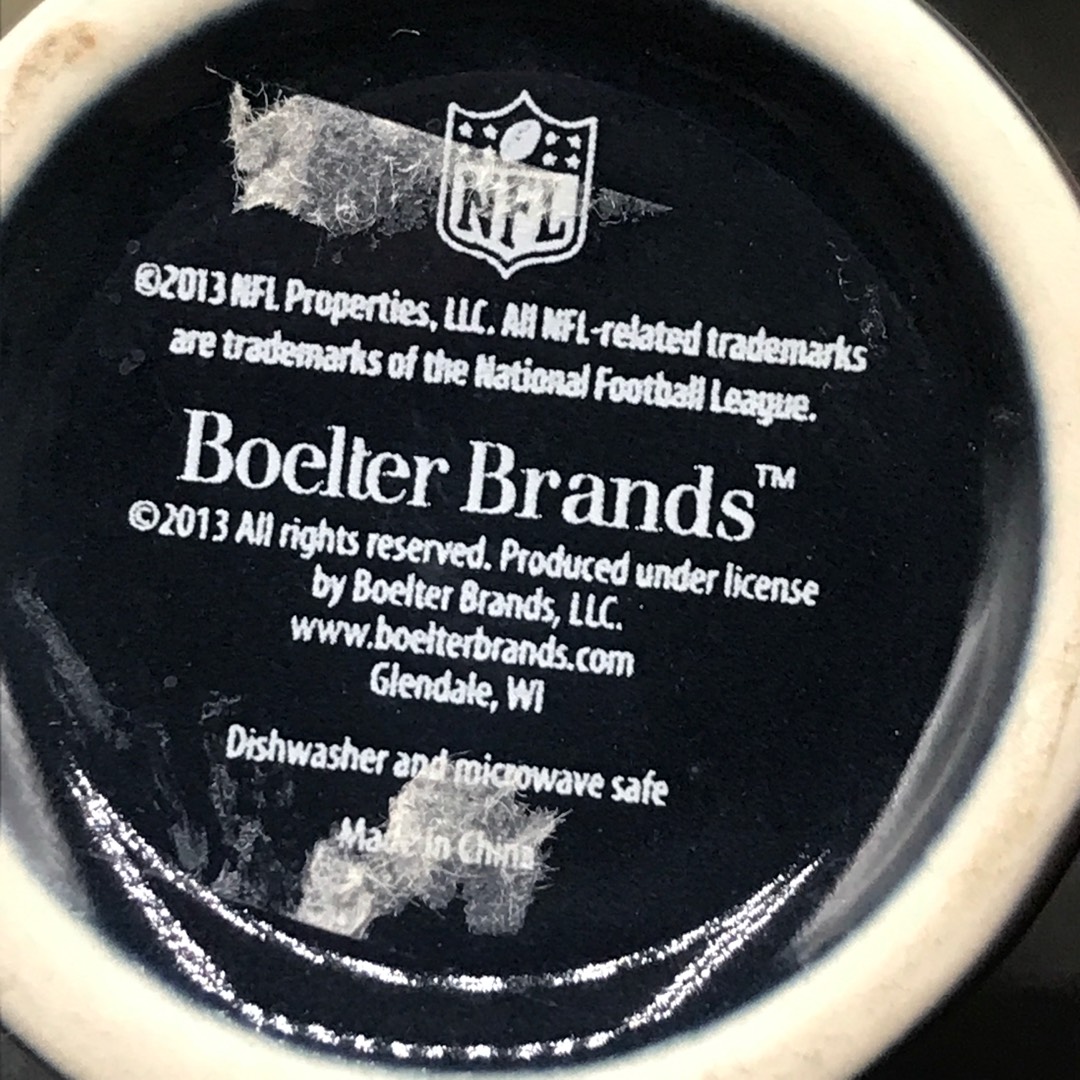 NFL
©2013 NFL Properties, LLC. All NFL-related trademarks
are trademarks of the National Football League.
Boelter Brands™
©2013 All rights reserved. Produced under license
by Boelter Brands, LLC.
www.boelterbrands.com
Glendale, WI
Dishwasher and microwave safe
Made in China